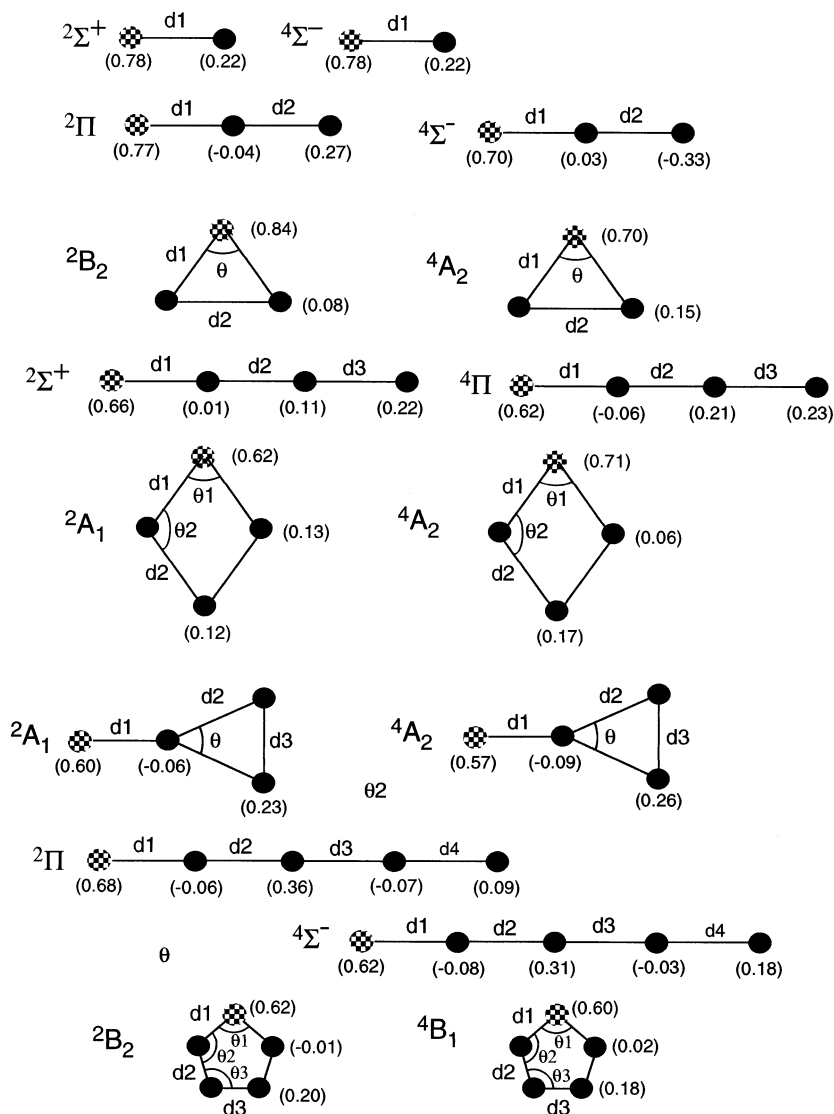 ²Σ⁺ d1 ⁴Σ⁻ d1
(0.78) (0.22) (0.78) (0.22)
²Π d1 d2 ⁴Σ⁻ d1 d2
(0.77) (-0.04) (0.27) (0.70) (0.03) (-0.33)
(0.84) (0.70)
²B₂ d1 θ ⁴A₂ d1 θ
(0.08) (0.15)
d2 d2
²Σ⁺ d1 d2 d3 ⁴Π d1 d2 d3
(0.66) (0.01) (0.11) (0.22) (0.62) (-0.06) (0.21) (0.23)
(0.62) (0.71)
d1 θ1 d1 θ1
²A₁ θ2 (0.13) ⁴A₂ θ2 (0.06)
d2 d2
(0.12) (0.17)
d2 d2
²A₁ d1 θ d3 ⁴A₂ d1 θ d3
(0.60) (-0.06) (0.57) (-0.09)
(0.23) θ2 (0.26)
²Π d1 d2 d3 d4
(0.68) (-0.06) (0.36) (-0.07) (0.09)
θ ⁴Σ⁻ d1 d2 d3 d4
(0.62) (-0.08) (0.31) (-0.03) (0.18)
d1 (0.62) d1 (0.60)
²B₂ θ1 (-0.01) ⁴B₁ θ1 (0.02)
θ2 θ2
d2 θ3 (0.20) d2 θ3 (0.18)
d3 d3